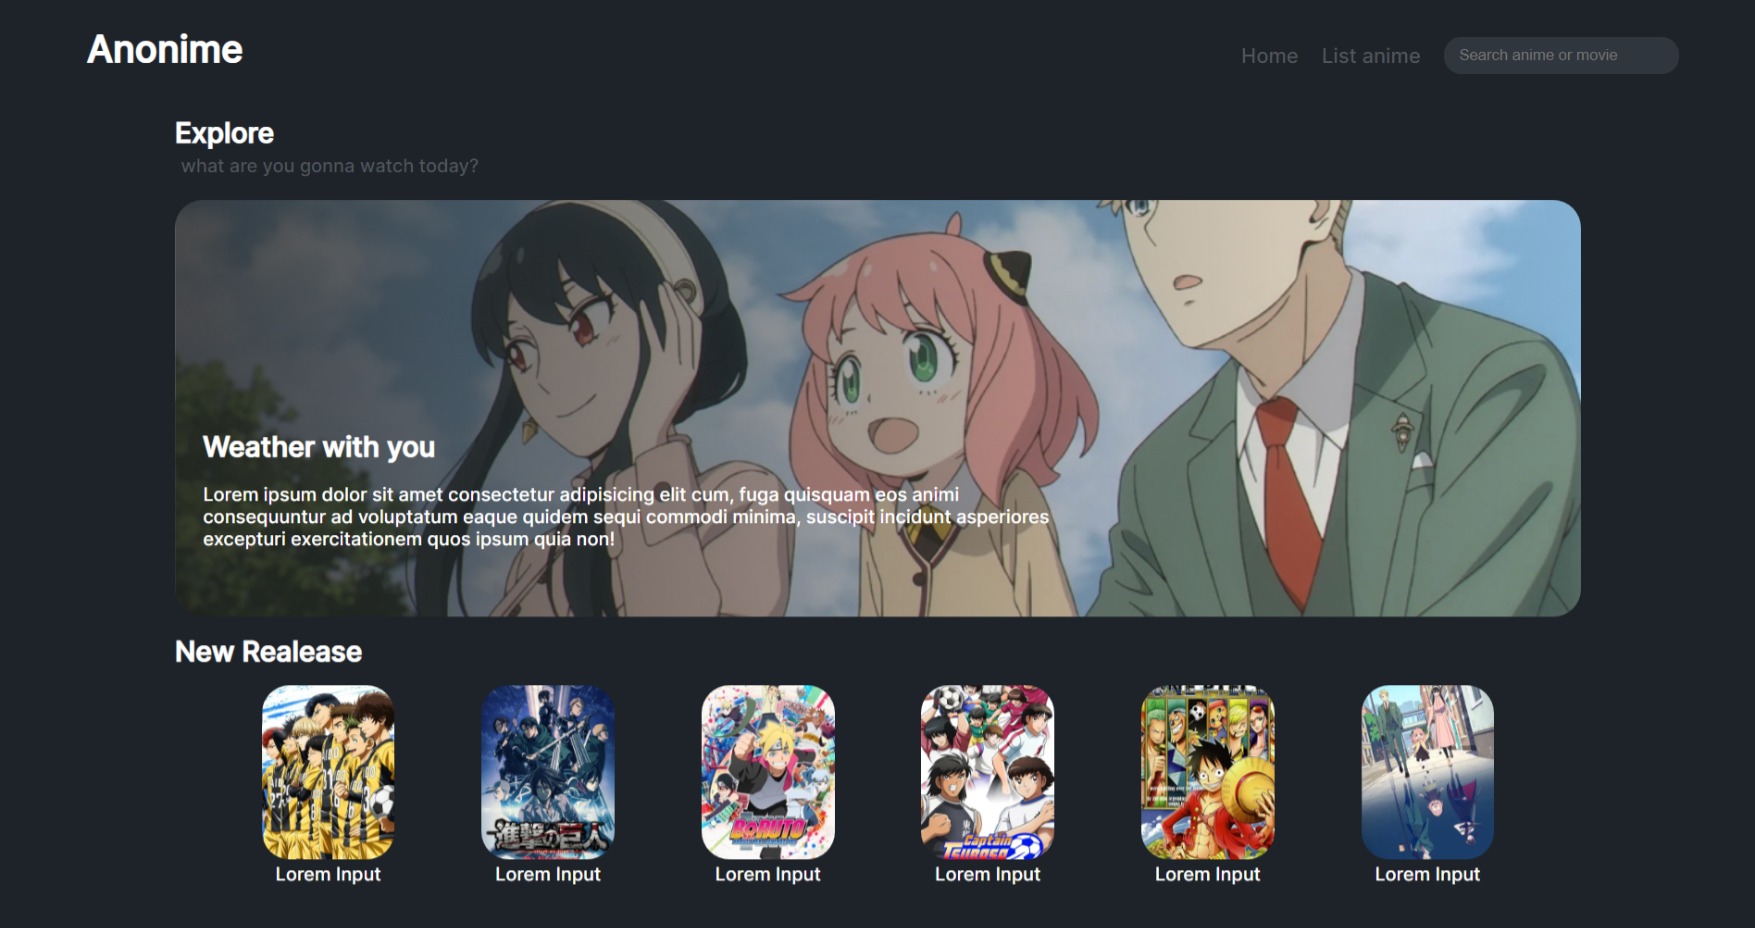 Anonime
Home
List anime
Search anime or movie
Explore
what are you gonna watch today?
Weather with you
Lorem ipsum dolor sit amet consectetur adipisicing elit cum, fuga quisquam eos animi
consequuntur ad voluptatum eaque quidem sequi commodi minima, suscipit incidunt asperiores
excepturi exercitationem quos ipsum quia non!
New Realease
進撃の巨人
BORUTO
Captain
TSUBASA
Lorem Input
Lorem Input
Lorem Input
Lorem Input
Lorem Input
Lorem Input